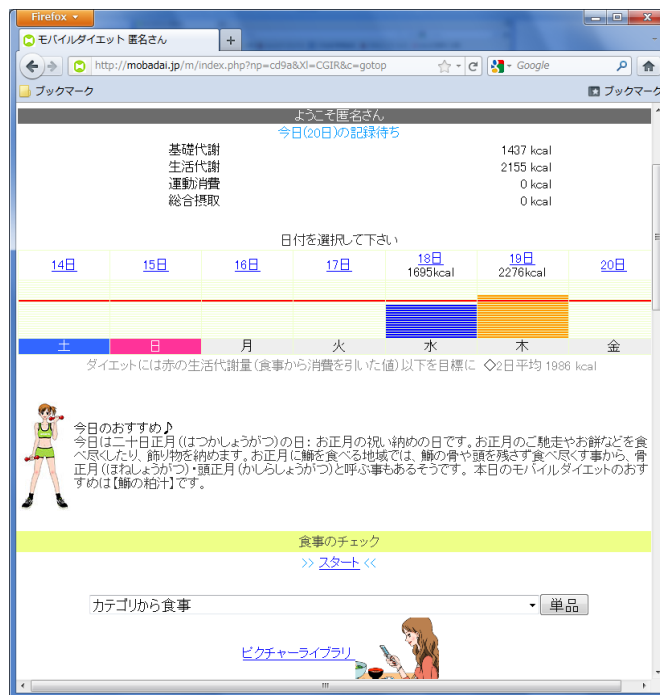 Firefox
モバイルダイエット 匿名さん
http://mobadai.jp/m/index.php?np=cd9a&Xl=CGIR&c=gotop
Google
ブックマーク
ブックマーク
ようこそ匿名さん
今日(20日)の記録待ち
基礎代謝 1437 kcal
生活代謝 2155 kcal
運動消費 0 kcal
総合摂取 0 kcal
日付を選択して下さい
14日 15日 16日 17日 18日 19日 20日
1695kcal 2276kcal
土 日 月 火 水 木 金
ダイエットには赤の生活代謝量(食事から消費を引いた値)以下を目標に ◇2日平均 1986 kcal
今日のおすすめ♪
今日は二十日正月((はつかしょうがつ)の日: お正月の祝い納めの日です。お正月のご馳走やお餅などを食
べ尽くしたり、飾り物を納めます。お正月に鰤を食べる地域では、鰤の骨や頭を残さず食べ尽くす事から、骨
正月((ほねしょうがつ)・頭正月(かしらしょうがつ)と呼ぶ事もあるそうです。 本日のモバイルダイエットのおす
すめは【鰤の粕汁】です。
食事のチェック
>> スタート <<
カテゴリから食事 単品
ピクチャーライブラリ